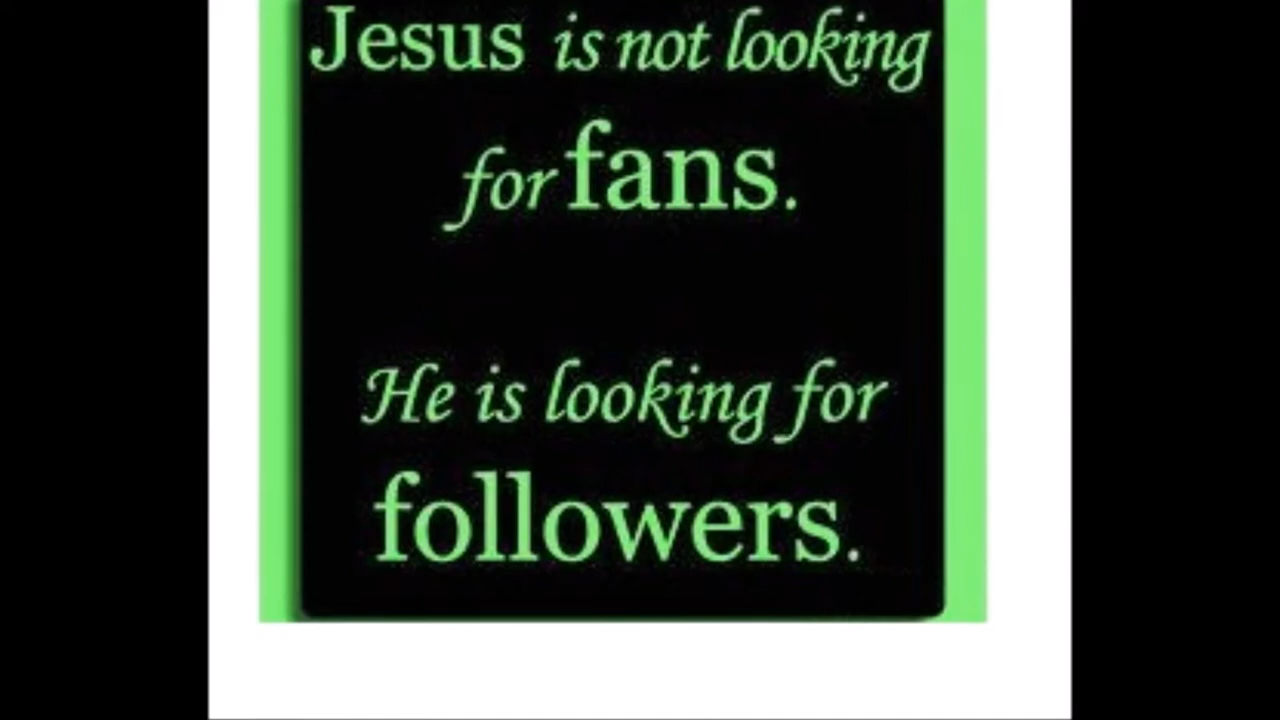 Jesus is not looking
for fans.
He is looking for
followers.